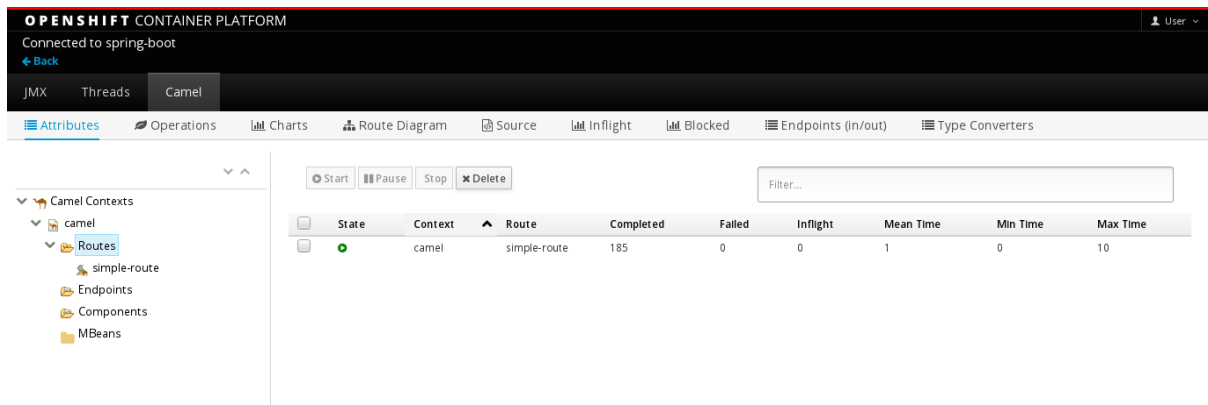 OPENSHIFT CONTAINER PLATFORM
User
Connected to spring-boot
Back
JMX Threads Camel
Attributes Operations Charts Route Diagram Source Inflight Blocked Endpoints (in/out) Type Converters
Start Pause Stop Delete
Filter...
Camel Contexts
camel
Routes
simple-route
Endpoints
Components
MBeans
State Context Route Completed Failed Inflight Mean Time Min Time Max Time
camel simple-route 185 0 0 1 0 10